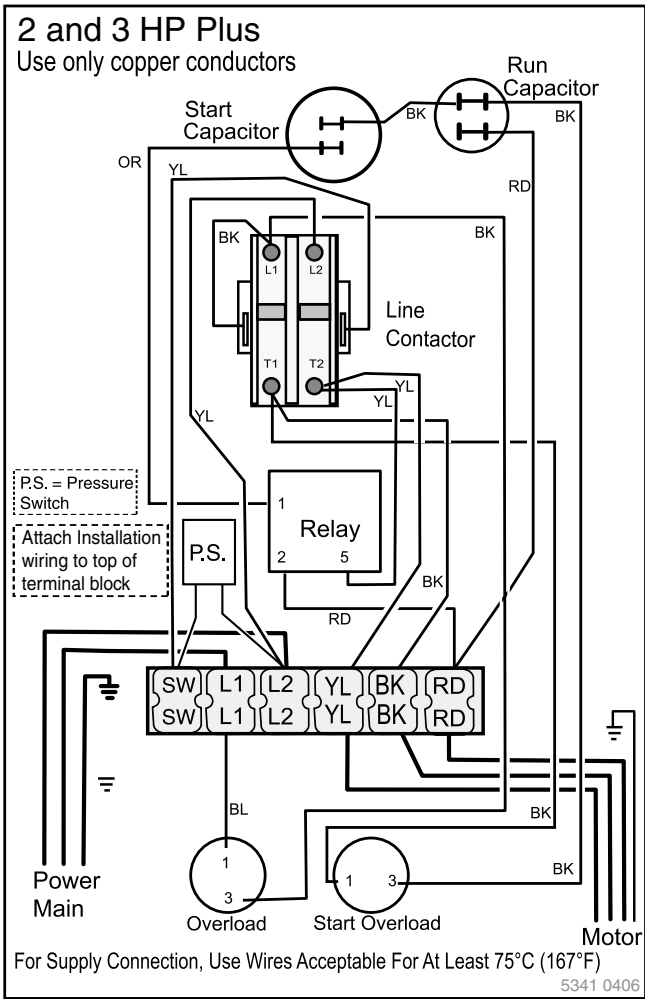 2 and 3 HP Plus
Use only copper conductors
Run
Capacitor
Start
Capacitor
BK
BK
OR
YL
RD
BK
BK
L1
L2
Line
Contactor
T1
T2
YL
YL
YL
P.S. = Pressure
Switch
Attach Installation
wiring to top of
terminal block
P.S.
1
Relay
2
5
BK
RD
SW
L1
L2
YL
BK
RD
SW
L1
L2
YL
BK
RD
BL
BK
1
3
1
3
BK
Power
Main
Overload
Start Overload
Motor
For Supply Connection, Use Wires Acceptable For At Least 75°C (167°F)
5341 0406